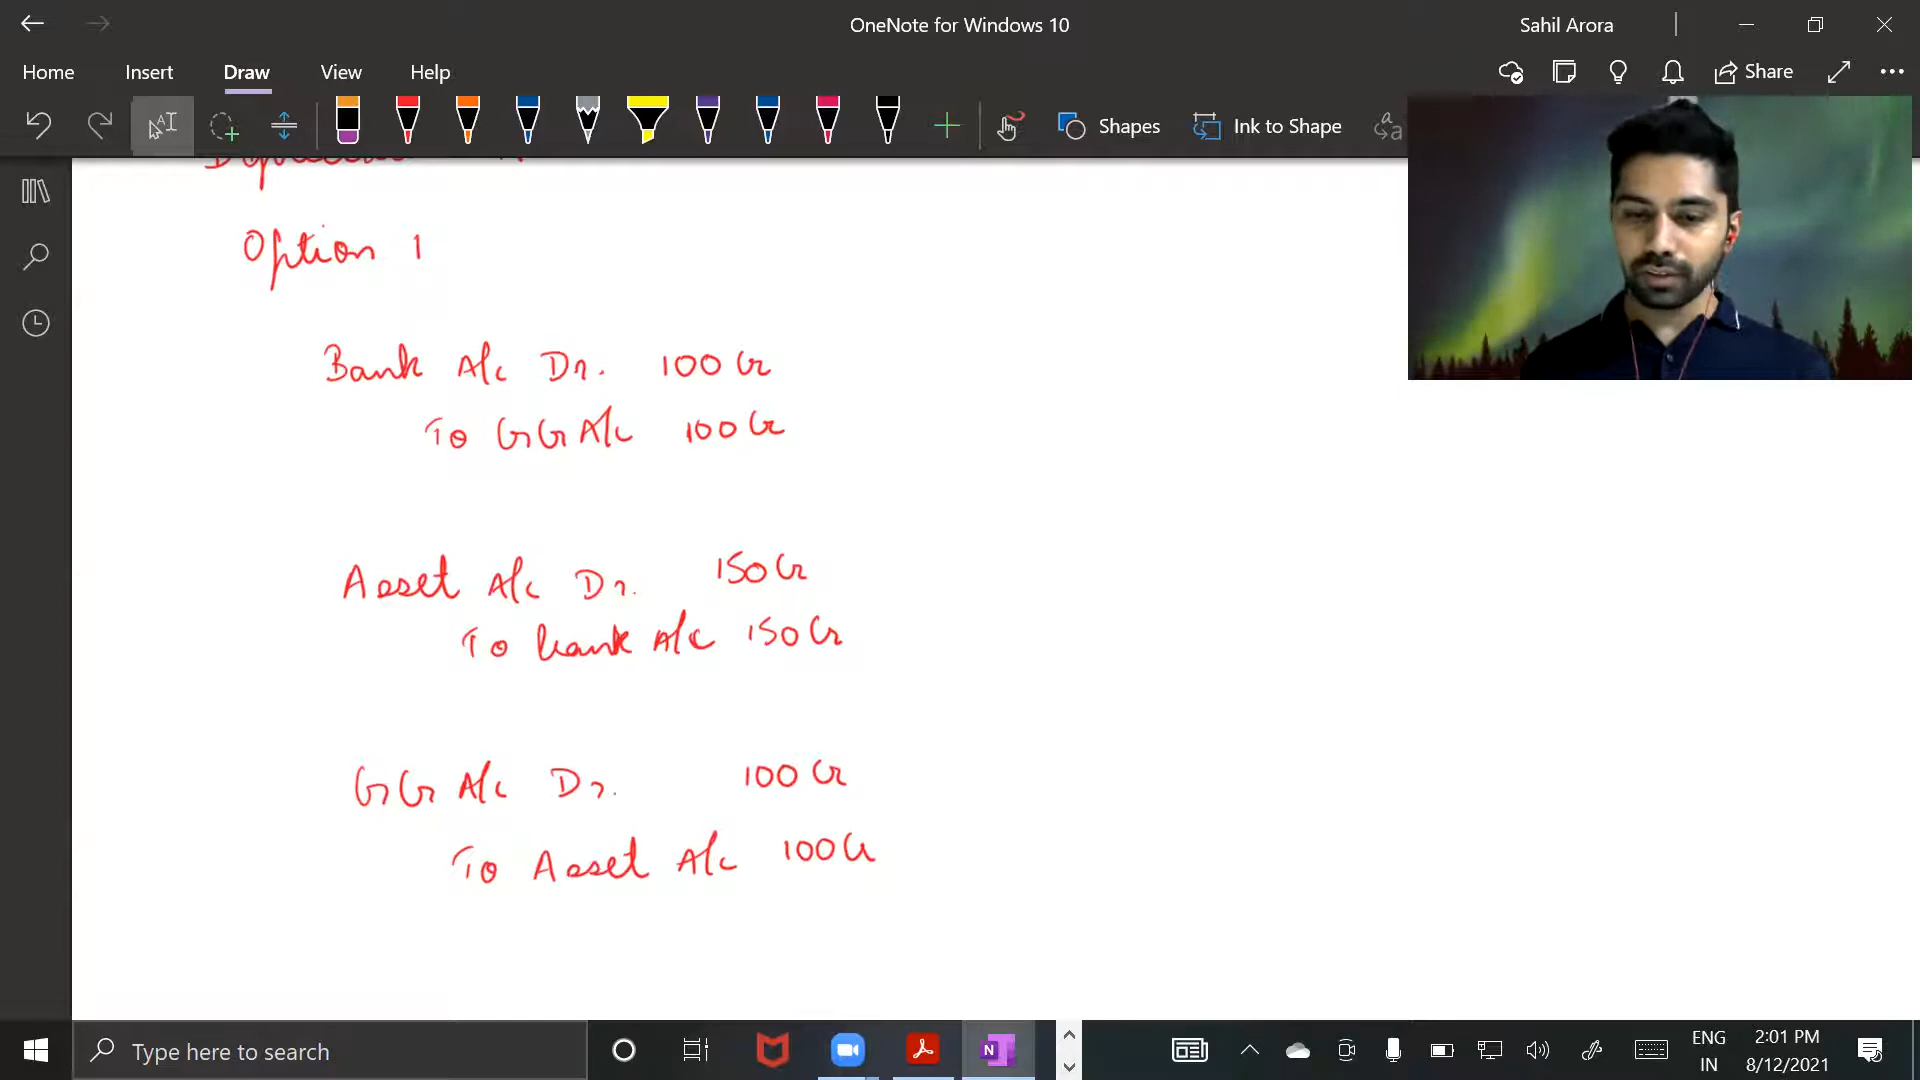 OneNote for Windows 10
Sahil Arora
Home Insert Draw View Help
Share
Shapes
Ink to Shape
Option 1
Bank A/c Dr. 100 Cr
To GG A/c 100 Cr
Asset A/c Dr. 150 Cr
To bank A/c 150 Cr
GG A/c Dr. 100 Cr
To Asset A/c 100 Cr
Type here to search
N
ENG
IN
2:01 PM
8/12/2021